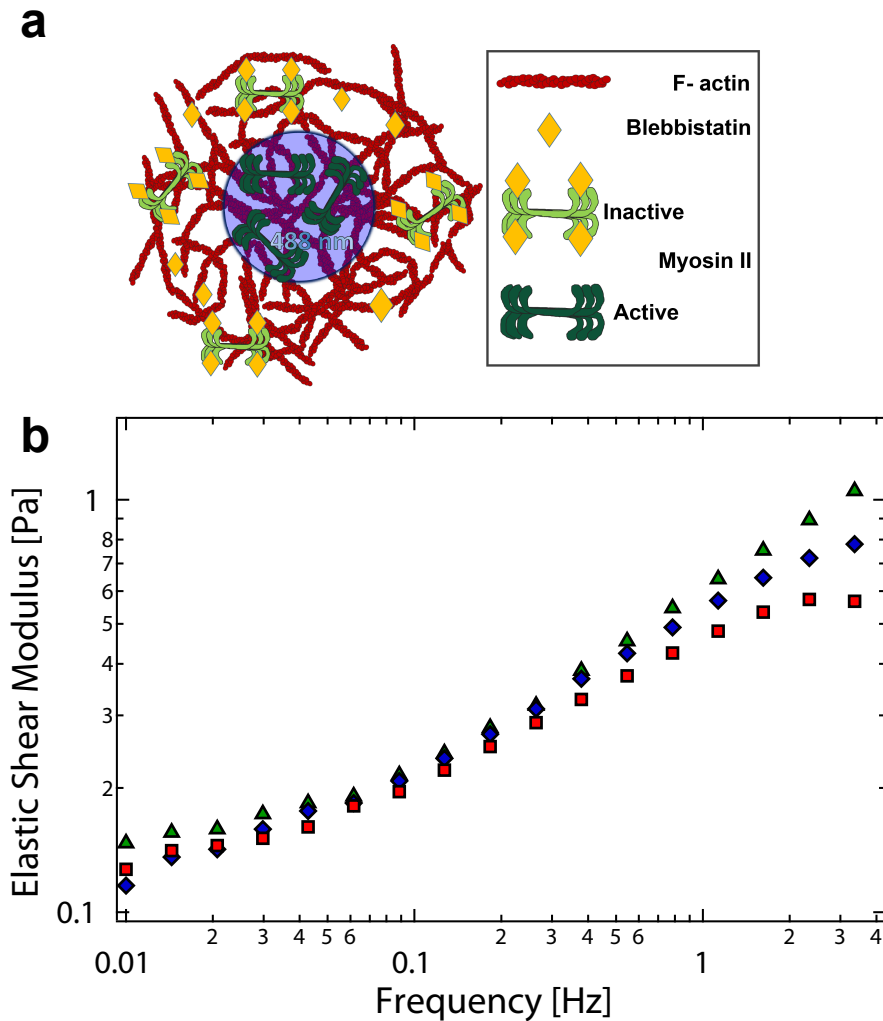 a
F- actin
Blebbistatin
Inactive
Myosin II
Active
488 nm
b
Elastic Shear Modulus [Pa]
1
8
7
6
5
4
3
2
0.1
2 3 4 5 6 2 3 4 5 6 2 3 4
0.01 0.1 1
Frequency [Hz]